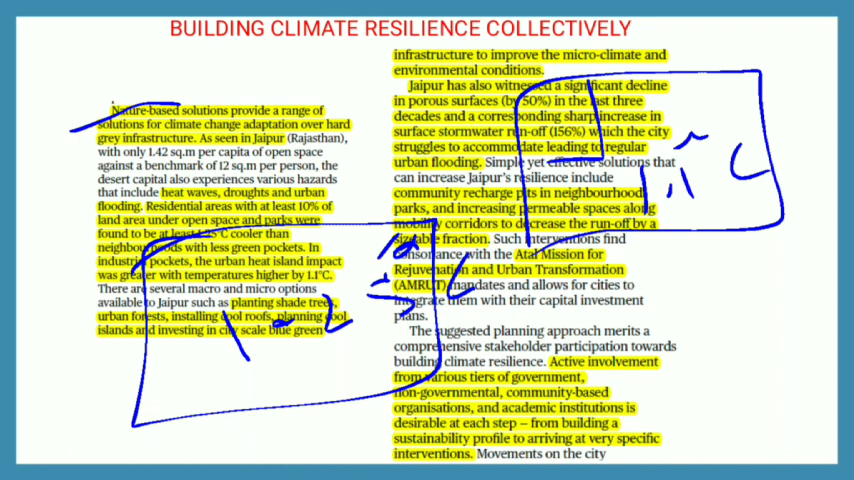 BUILDING CLIMATE RESILIENCE COLLECTIVELY
Nature-based solutions provide a range of
solutions for climate change adaptation over hard
grey infrastructure. As seen in Jaipur (Rajasthan),
with only 1.42 sq.m per capita of open space
against a benchmark of 12 sq.m per person, the
desert capital also experiences various hazards
that include heat waves, droughts and urban
flooding. Residential areas with at least 10% of
land area under open space and parks were
found to be at least 1.25°C cooler than
neighbourhoods with less green pockets. In
industrial pockets, the urban heat island impact
was greater with temperatures higher by 1.1°C.
There are several macro and micro options
available to Jaipur such as planting shade trees,
urban forests, installing cool roofs, planning cool
islands and investing in city scale blue green
infrastructure to improve the micro-climate and
environmental conditions.
Jaipur has also witnessed a significant decline
in porous surfaces (by 50%) in the last three
decades and a corresponding sharp increase in
surface stormwater run-off (156%) which the city
struggles to accommodate leading to regular
urban flooding. Simple yet effective solutions that
can increase Jaipur's resilience include
community recharge pits in neighbourhood
parks, and increasing permeable spaces along
mobility corridors to decrease the run-off by a
sizeable fraction. Such interventions find
consonance with the Atal Mission for
Rejuvenation and Urban Transformation
(AMRUT) mandates and allows for cities to
integrate them with their capital investment
plans.
The suggested planning approach merits a
comprehensive stakeholder participation towards
building climate resilience. Active involvement
from various tiers of government,
non-governmental, community-based
organisations, and academic institutions is
desirable at each step – from building a
sustainability profile to arriving at very specific
interventions. Movements on the city
1.1 C